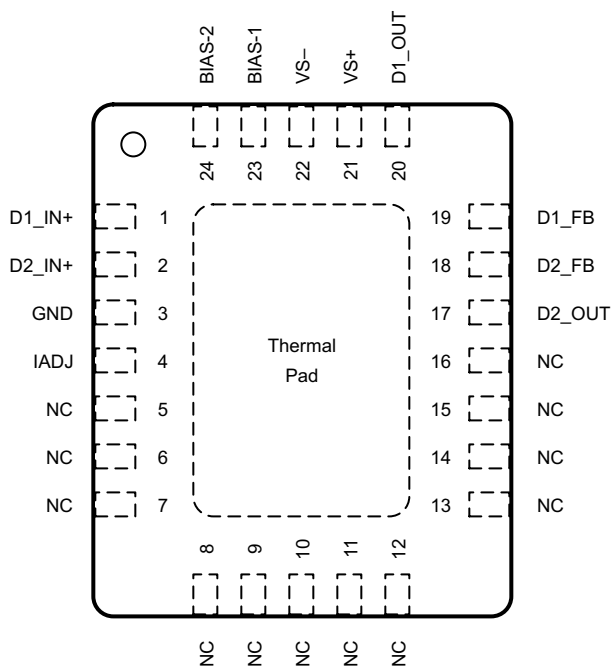 BIAS-2 BIAS-1 VS– VS+ D1_OUT
24 23 22 21 20
D1_IN+ 1 19 D1_FB
D2_IN+ 2 18 D2_FB
GND 3 17 D2_OUT
IADJ 4 Thermal 16 NC
Pad
NC 5 15 NC
NC 6 14 NC
NC 7 13 NC
8 9 10 11 12
NC NC NC NC NC